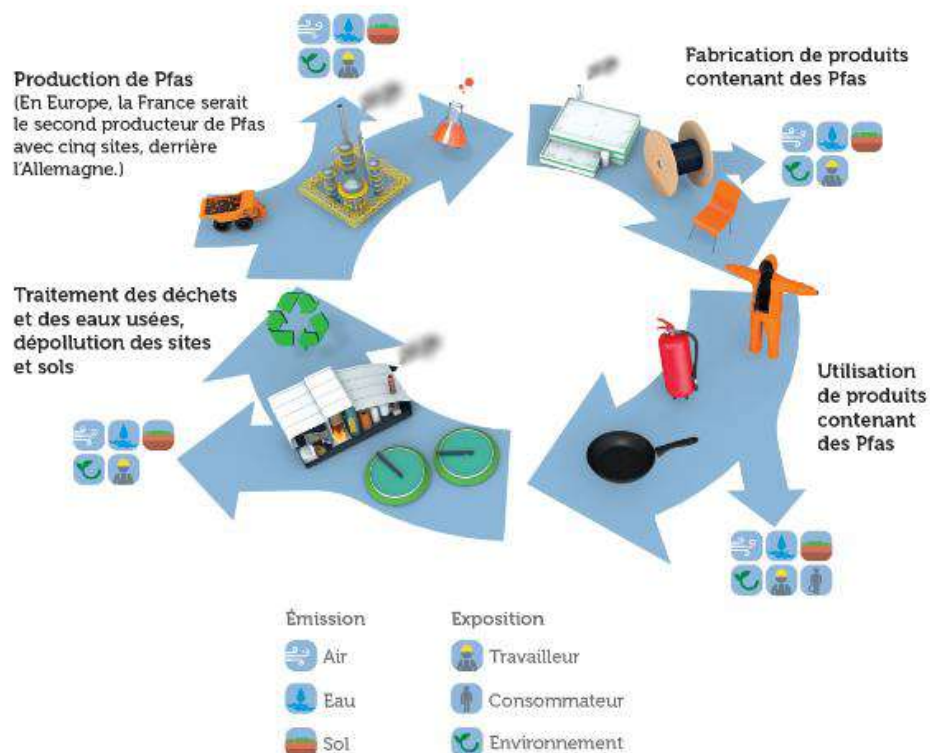 Production de Pfas
(En Europe, la France serait
le second producteur de Pfas
avec cinq sites, derrière
l'Allemagne.)
Fabrication de produits
contenant des Pfas
Traitement des déchets
et des eaux usées,
dépollution des sites
et sols
Utilisation
de produits
contenant
des Pfas
Émission
Air
Eau
Sol
Exposition
Travailleur
Consommateur
Environnement